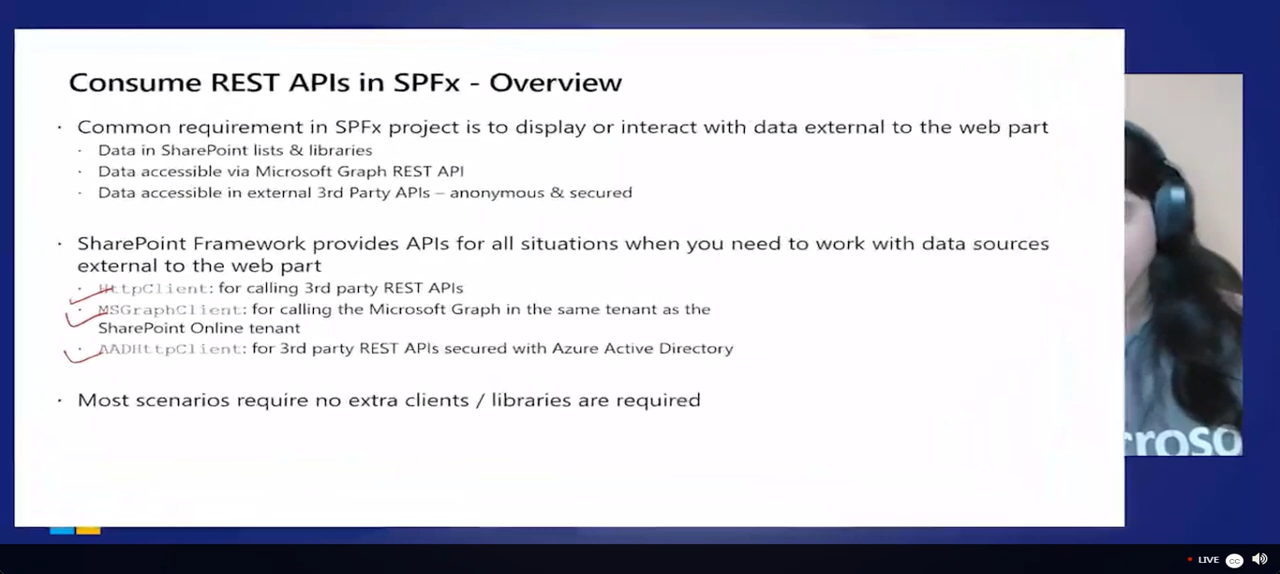 Consume REST APIs in SPFx - Overview
· Common requirement in SPFx project is to display or interact with data external to the web part
· Data in SharePoint lists & libraries
· Data accessible via Microsoft Graph REST API
· Data accessible in external 3rd Party APIs – anonymous & secured
· SharePoint Framework provides APIs for all situations when you need to work with data sources
external to the web part
· HttpClient: for calling 3rd party REST APIs
· MSGraphClient: for calling the Microsoft Graph in the same tenant as the
SharePoint Online tenant
· AADHttpClient: for 3rd party REST APIs secured with Azure Active Directory
· Most scenarios require no extra clients / libraries are required
croso
LIVE
CC